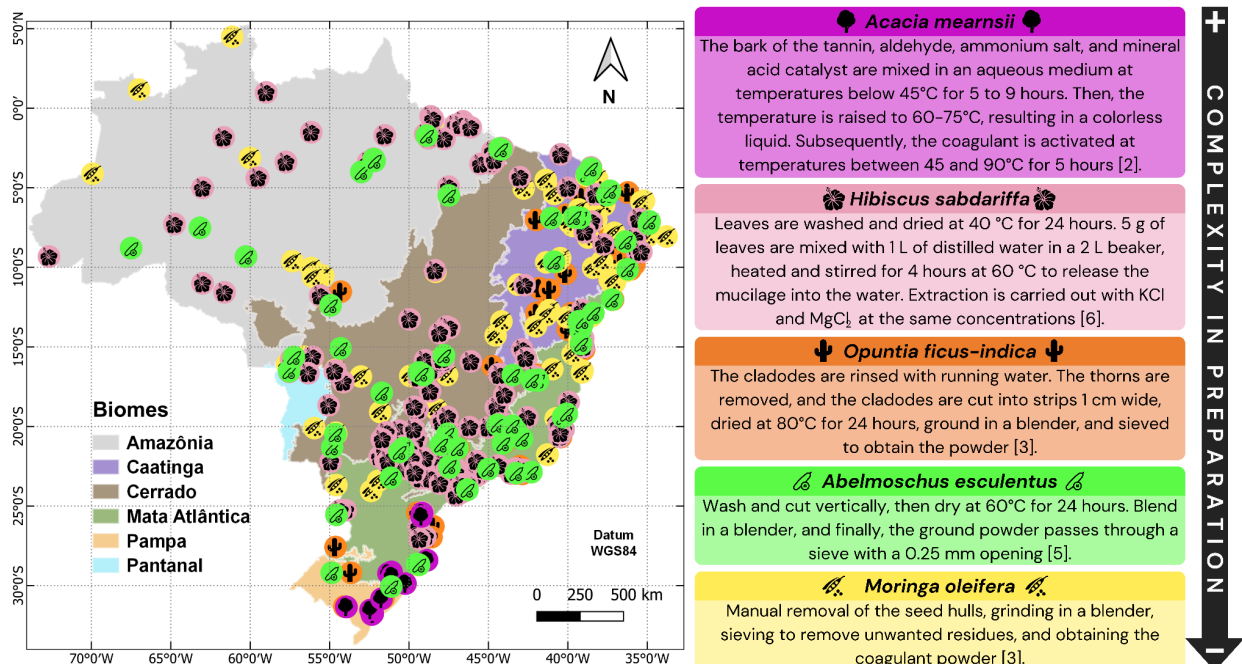 5°0'N
0°0'
5°0'S
10°0'S
15°0'S
20°0'S
25°0'S
30°0'S
N
Biomes
Amazônia
Caatinga
Cerrado
Mata Atlântica
Pampa
Pantanal
Datum
WGS84
0 250 500 km
70°0'W 65°0'W 60°0'W 55°0'W 50°0'W 45°0'W 40°0'W 35°0'W
Acacia mearnsii
The bark of the tannin, aldehyde, ammonium salt, and mineral
acid catalyst are mixed in an aqueous medium at
temperatures below 45°C for 5 to 9 hours. Then, the
temperature is raised to 60-75°C, resulting in a colorless
liquid. Subsequently, the coagulant is activated at
temperatures between 45 and 90°C for 5 hours [2].
Hibiscus sabdariffa
Leaves are washed and dried at 40 °C for 24 hours. 5 g of
leaves are mixed with 1 L of distilled water in a 2 L beaker,
heated and stirred for 4 hours at 60 °C to release the
mucilage into the water. Extraction is carried out with KCl
and MgCl₂ at the same concentrations [6].
Opuntia ficus-indica
The cladodes are rinsed with running water. The thorns are
removed, and the cladodes are cut into strips 1 cm wide,
dried at 80°C for 24 hours, ground in a blender, and sieved
to obtain the powder [3].
Abelmoschus esculentus
Wash and cut vertically, then dry at 60°C for 24 hours. Blend
in a blender, and finally, the ground powder passes through a
sieve with a 0.25 mm opening [5].
Moringa oleifera
Manual removal of the seed hulls, grinding in a blender,
sieving to remove unwanted residues, and obtaining the
coagulant powder [3].
+
COMPLEXITY IN PREPARATION
−